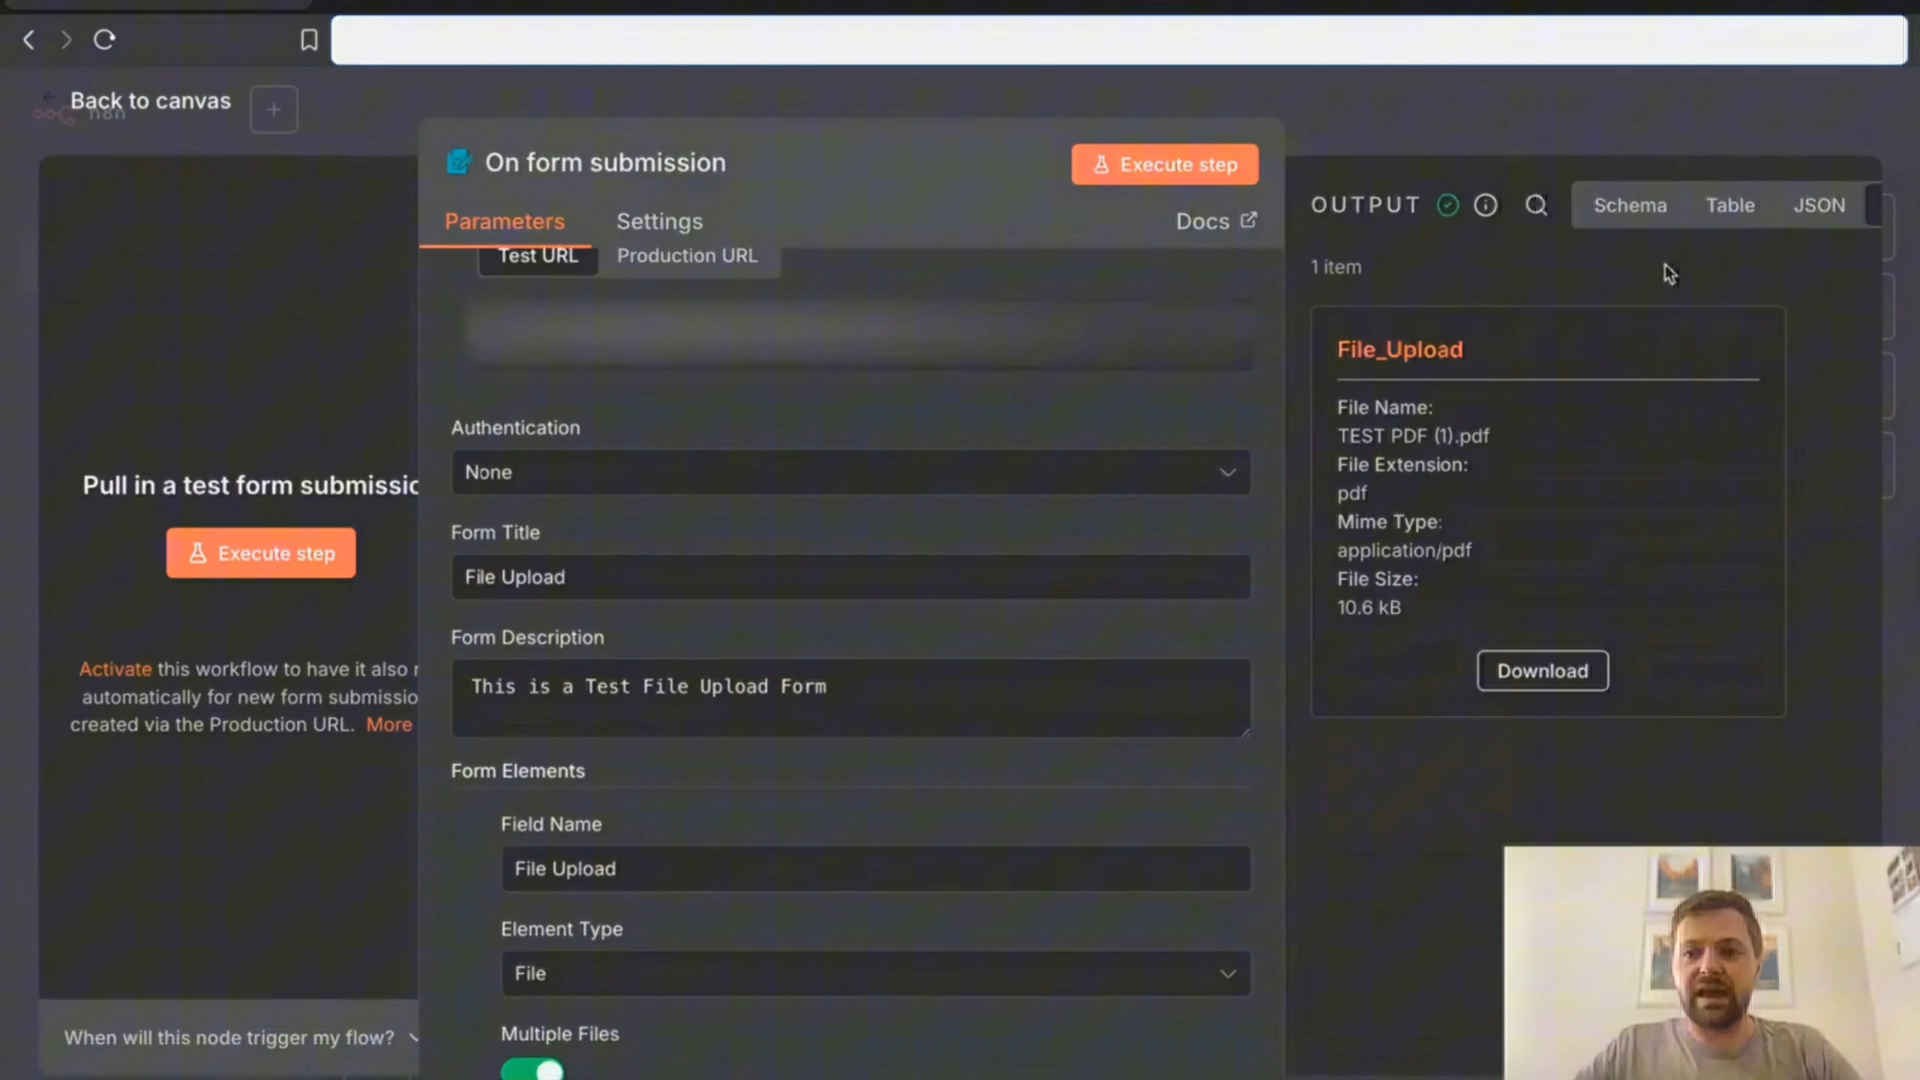 Back to canvas
n8n
On form submission
Execute step
Parameters
Settings
Docs
Test URL
Production URL
Authentication
None
Form Title
File Upload
Form Description
This is a Test File Upload Form
Form Elements
Field Name
File Upload
Element Type
File
Multiple Files
Pull in a test form submissio
Execute step
Activate this workflow to have it also r
automatically for new form submissio
created via the Production URL. More
When will this node trigger my flow?
OUTPUT
Schema
Table
JSON
1 item
File_Upload
File Name:
TEST PDF (1).pdf
File Extension:
pdf
Mime Type:
application/pdf
File Size:
10.6 kB
Download